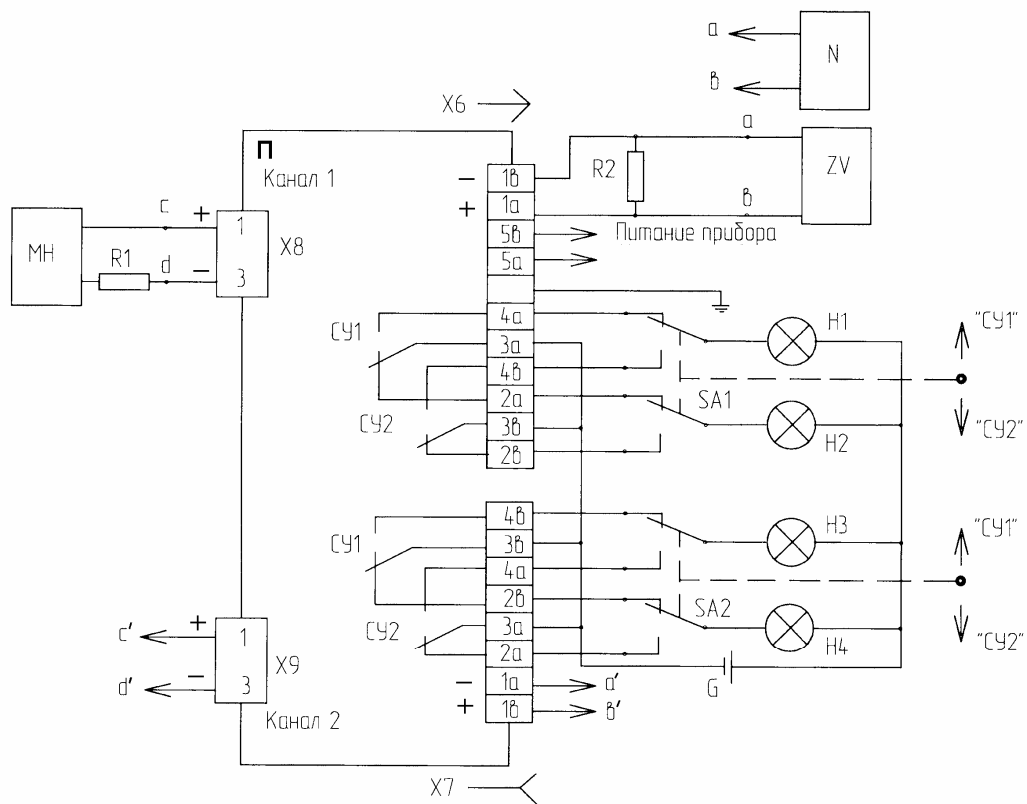 a
в
N
X6
П
Канал 1
1в
1а
5в
5а
4а
3а
4в
2а
3в
2в
-
+
R2
a
в
ZV
Питание прибора
МН
c
+
R1
d
-
1
3
X8
СУ1
СУ2
SA1
H1
H2
"СУ1"
"СУ2"
4в
3в
4а
2в
3а
2а
1а
1в
СУ1
СУ2
SA2
H3
H4
"СУ1"
"СУ2"
G
-
+
a'
в'
c'
+
d'
-
1
3
X9
Канал 2
X7